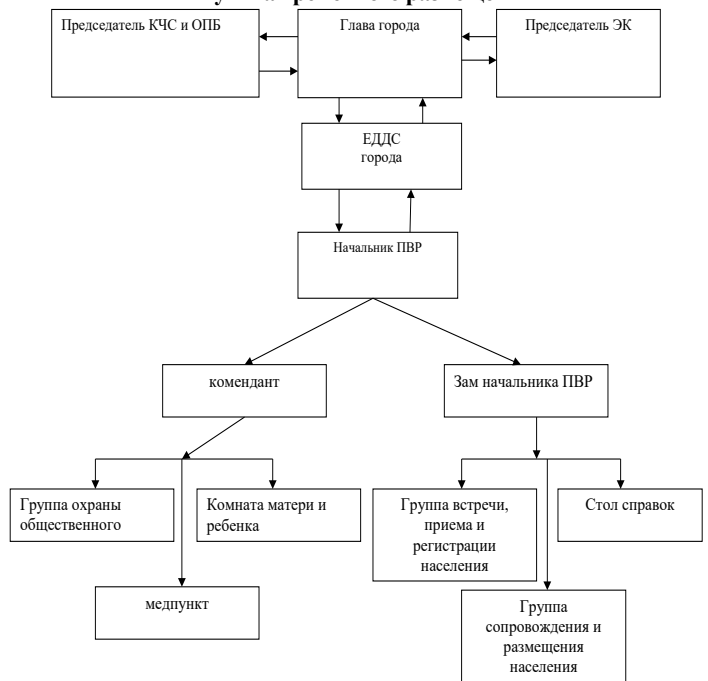 Председатель КЧС и ОПБ
Глава города
Председатель ЭК
ЕДДС
города
Начальник ПВР
комендант
Зам начальника ПВР
Группа охраны
общественного
Комната матери и
ребенка
Группа встречи,
приема и
регистрации
населения
Стол справок
медпункт
Группа
сопровождения и
размещения
населения